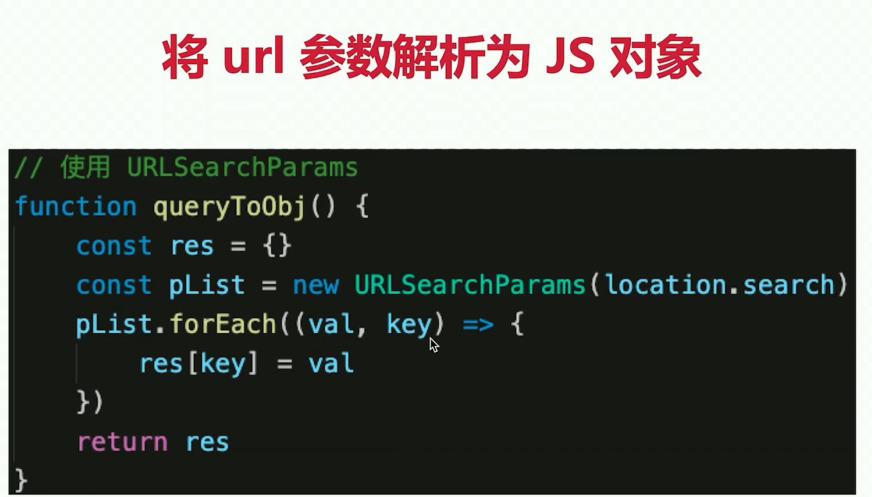 将 url 参数解析为 JS 对象
// 使用 URLSearchParams
function queryToObj() {
    const res = {}
    const pList = new URLSearchParams(location.search)
    pList.forEach((val, key) => {
        res[key] = val
    })
    return res
}